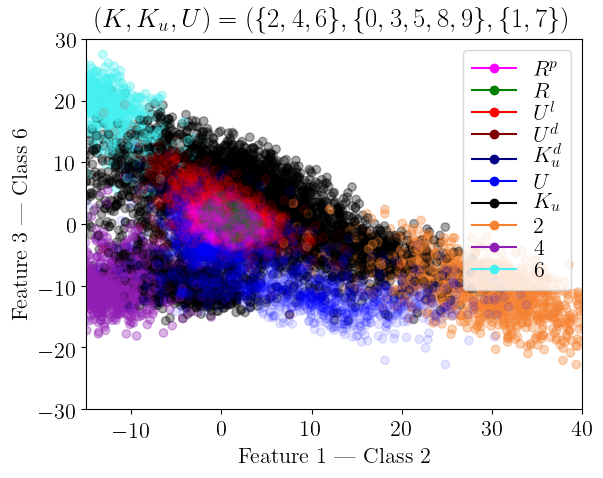 (K, K_u, U) = ({2, 4, 6}, {0, 3, 5, 8, 9}, {1, 7})
30
20
10
0
−10
−20
−30
Feature 3 — Class 6
R^p
R
U^l
U^d
K_u^d
U
K_u
2
4
6
−10 0 10 20 30 40
Feature 1 — Class 2